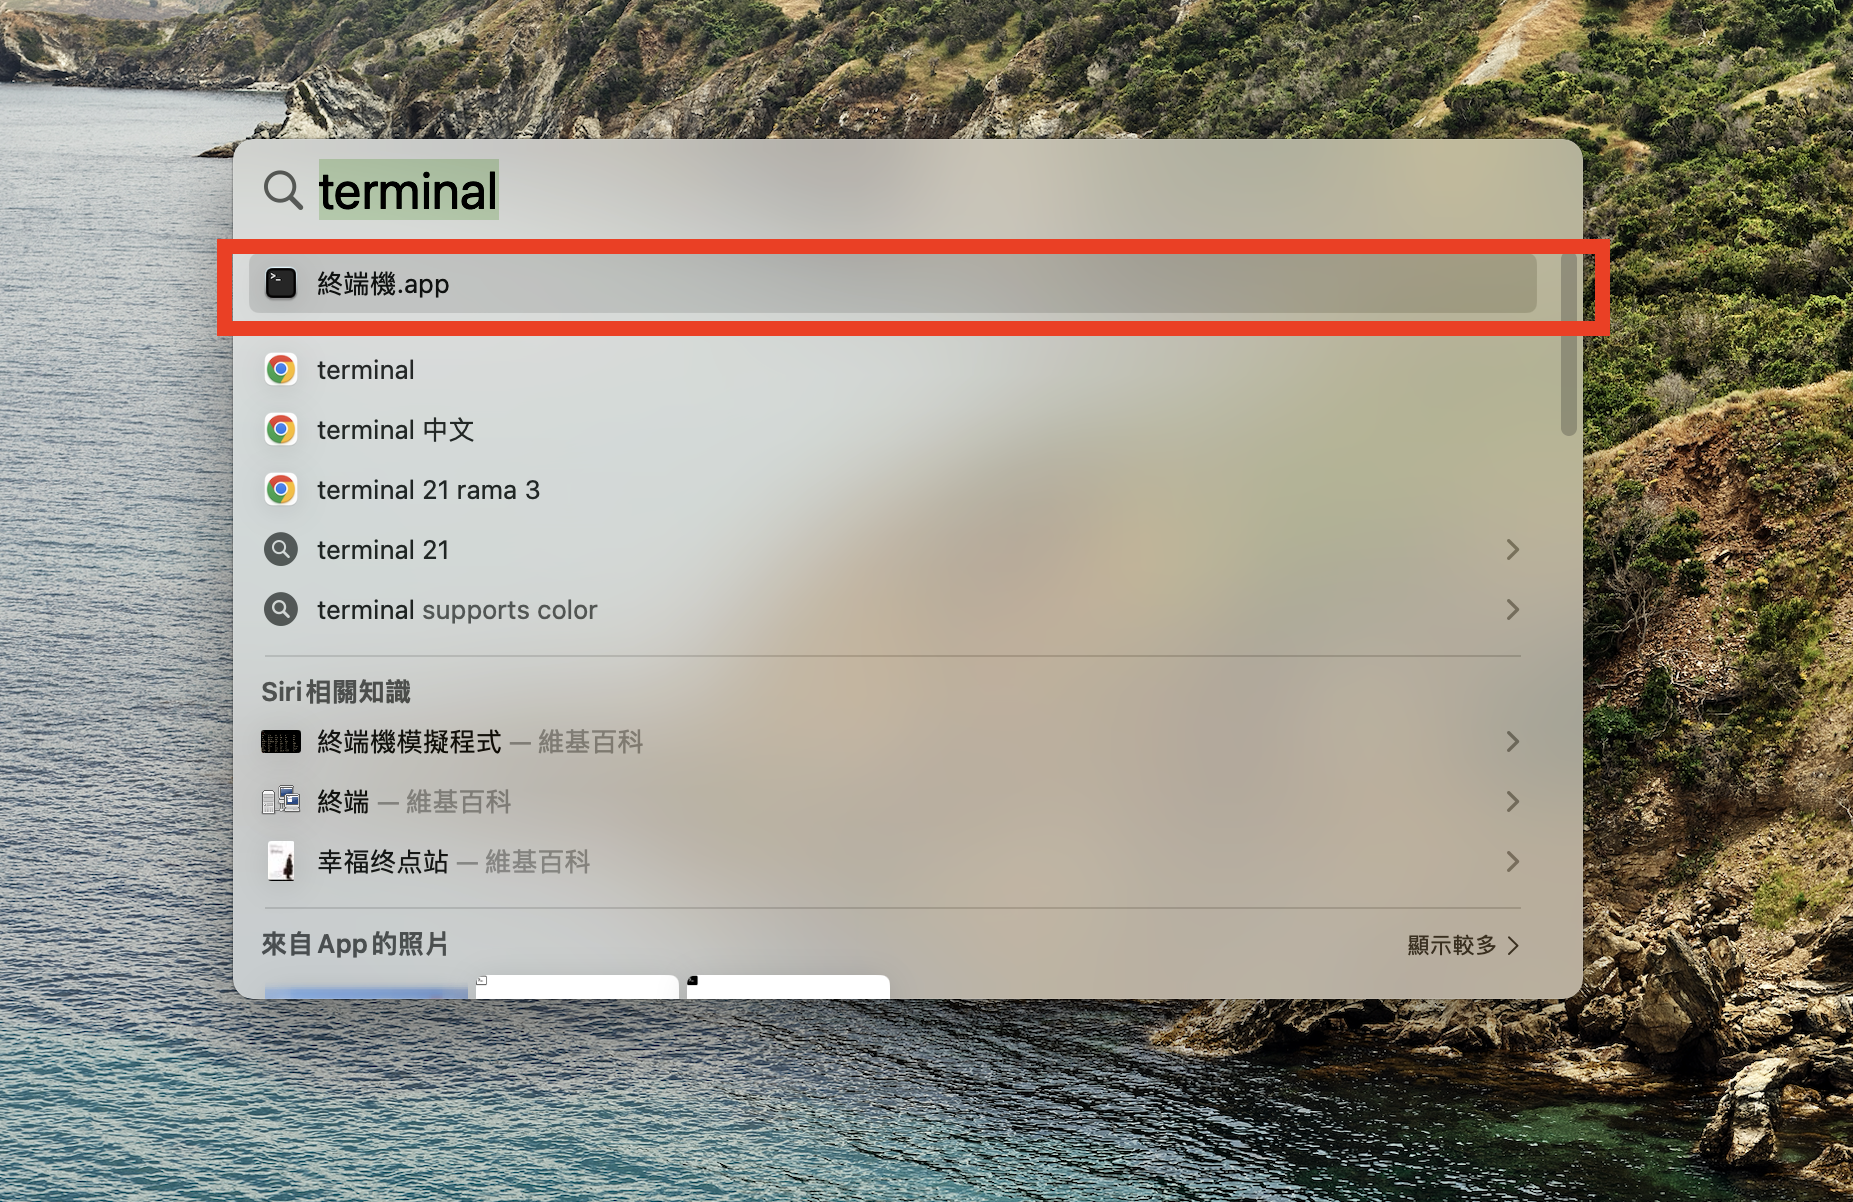 terminal
終端機.app
terminal
terminal 中文
terminal 21 rama 3
terminal 21
terminal supports color
Siri相關知識
終端機模擬程式 — 維基百科
終端 — 維基百科
幸福终点站 — 維基百科
來自App的照片 顯示較多